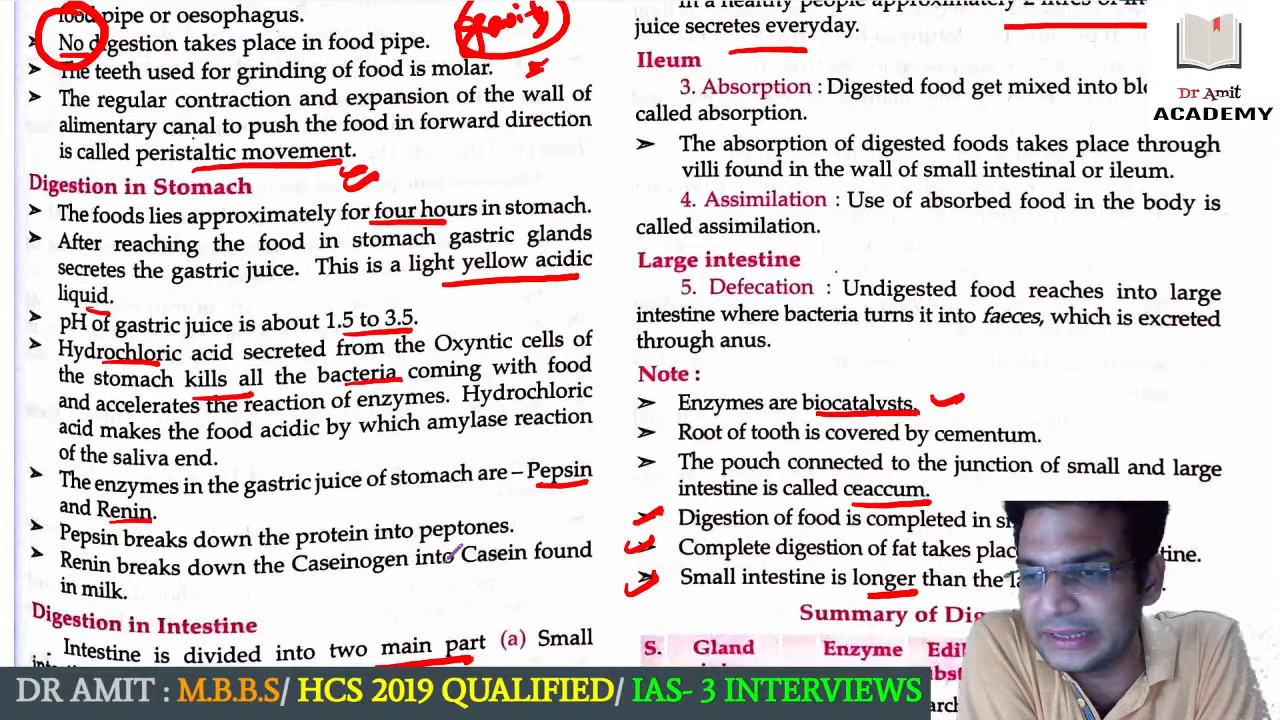 food pipe or oesophagus.
➤ No digestion takes place in food pipe.
➤ The teeth used for grinding of food is molar.
➤ The regular contraction and expansion of the wall of
alimentary canal to push the food in forward direction
is called peristaltic movement.
Digestion in Stomach
➤ The foods lies approximately for four hours in stomach.
➤ After reaching the food in stomach gastric glands
secretes the gastric juice. This is a light yellow acidic
liquid.
➤ pH of gastric juice is about 1.5 to 3.5.
➤ Hydrochloric acid secreted from the Oxyntic cells of
the stomach kills all the bacteria coming with food
and accelerates the reaction of enzymes. Hydrochloric
acid makes the food acidic by which amylase reaction
of the saliva end.
➤ The enzymes in the gastric juice of stomach are – Pepsin
and Renin.
➤ Pepsin breaks down the protein into peptones.
➤ Renin breaks down the Caseinogen into Casein found
in milk.
Digestion in Intestine
. Intestine is divided into two main part (a) Small
gravity
In a healthy people approximately 2 litres of
juice secretes everyday.
Ileum
3. Absorption : Digested food get mixed into
called absorption.
➤ The absorption of digested foods takes place through
villi found in the wall of small intestinal or ileum.
4. Assimilation : Use of absorbed food in the body is
called assimilation.
Large intestine
5. Defecation : Undigested food reaches into large
intestine where bacteria turns it into faeces, which is excreted
through anus.
Note :
➤ Enzymes are biocatalysts.
➤ Root of tooth is covered by cementum.
➤ The pouch connected to the junction of small and large
intestine is called ceaccum.
➤ Digestion of food is completed in
➤ Complete digestion of fat takes
➤ Small intestine is longer than the
Summary of
S. Gland Enzyme
Dr Amit
ACADEMY
DR AMIT : M.B.B.S/ HCS 2019 QUALIFIED/ IAS- 3 INTERVIEWS